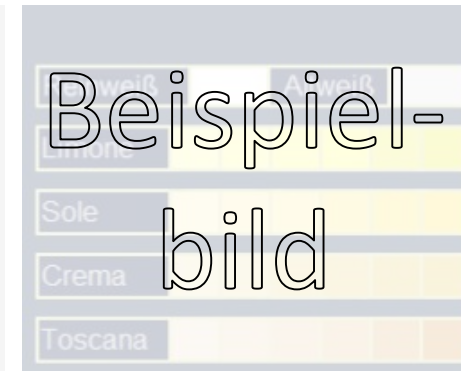 Reinweiß Altweiß
Beispiel-
Limone
Sole
bild
Crema
Toscana